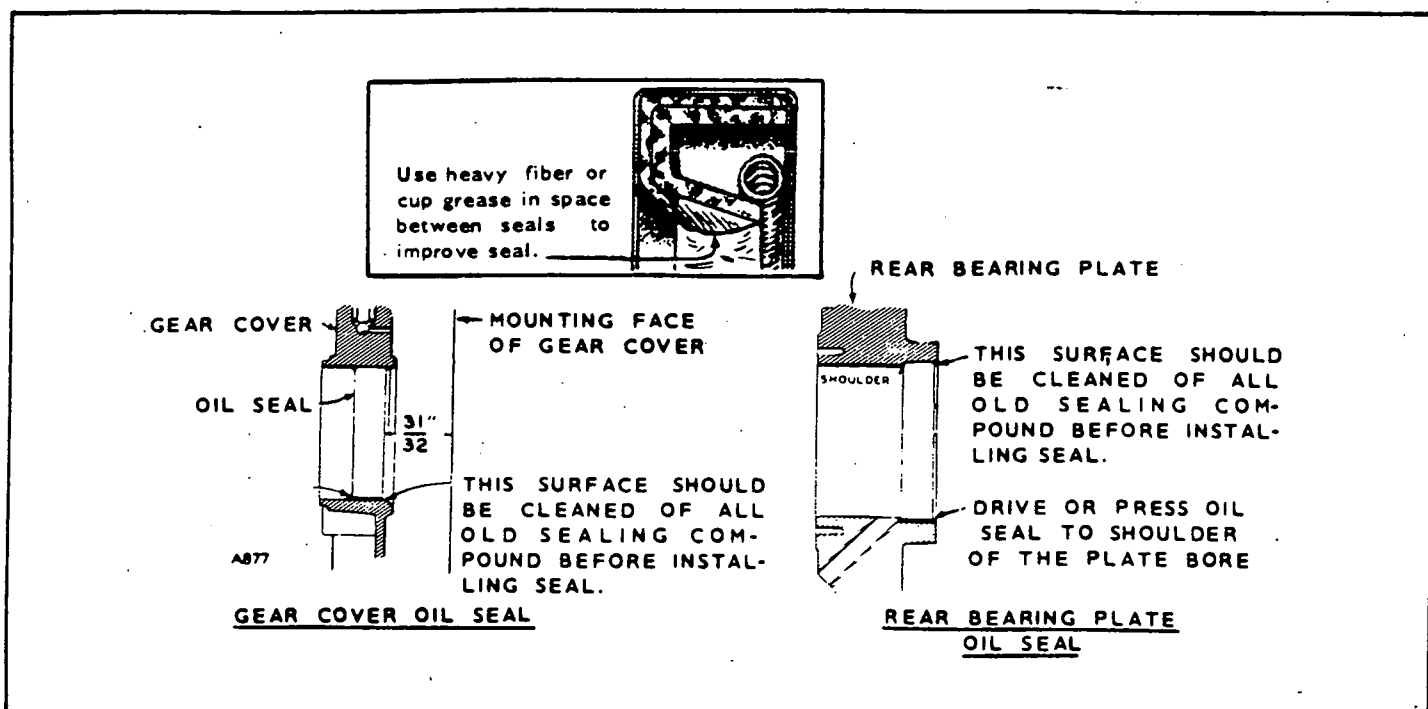 Use heavy fiber or
cup grease in space
between seals to
improve seal.
REAR BEARING PLATE
GEAR COVER
MOUNTING FACE
OF GEAR COVER
OIL SEAL
31"
32
THIS SURFACE SHOULD
BE CLEANED OF ALL
OLD SEALING COM-
POUND BEFORE INSTAL-
LING SEAL.
A877
GEAR COVER OIL SEAL
SHOULDER
THIS SURFACE SHOULD
BE CLEANED OF ALL
OLD SEALING COM-
POUND BEFORE INSTAL-
LING SEAL.
DRIVE OR PRESS OIL
SEAL TO SHOULDER
OF THE PLATE BORE
REAR BEARING PLATE
OIL SEAL